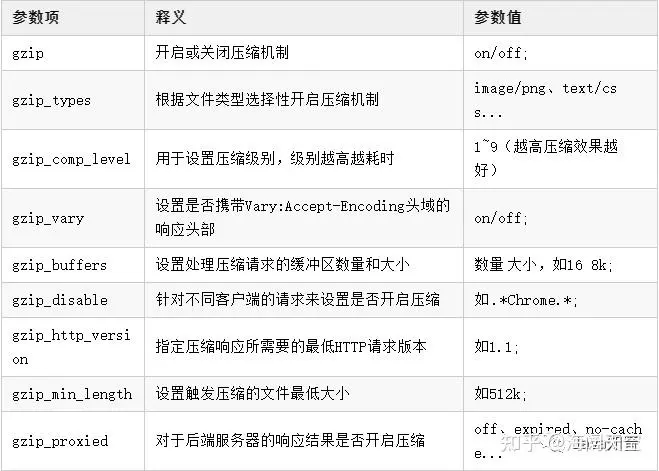 参数项 释义 参数值
gzip 开启或关闭压缩机制 on/off;
gzip_types 根据文件类型选择性开启压缩机制 image/png、text/cs
s...
gzip_comp_level 用于设置压缩级别，级别越高越耗时 1~9（越高压缩效果越
好）
gzip_vary 设置是否携带Vary:Accept-Encoding头域的
响应头部 on/off;
gzip_buffers 设置处理压缩请求的缓冲区数量和大小 数量 大小，如16 8k;
gzip_disable 针对不同客户端的请求来设置是否开启压缩 如.*Chrome.*;
gzip_http_versi
on 指定压缩响应所需要的最低HTTP请求版本 如1.1;
gzip_min_length 设置触发压缩的文件最低大小 如512k;
gzip_proxied 对于后端服务器的响应结果是否开启压缩 off、expired、no-cach
e...
知乎